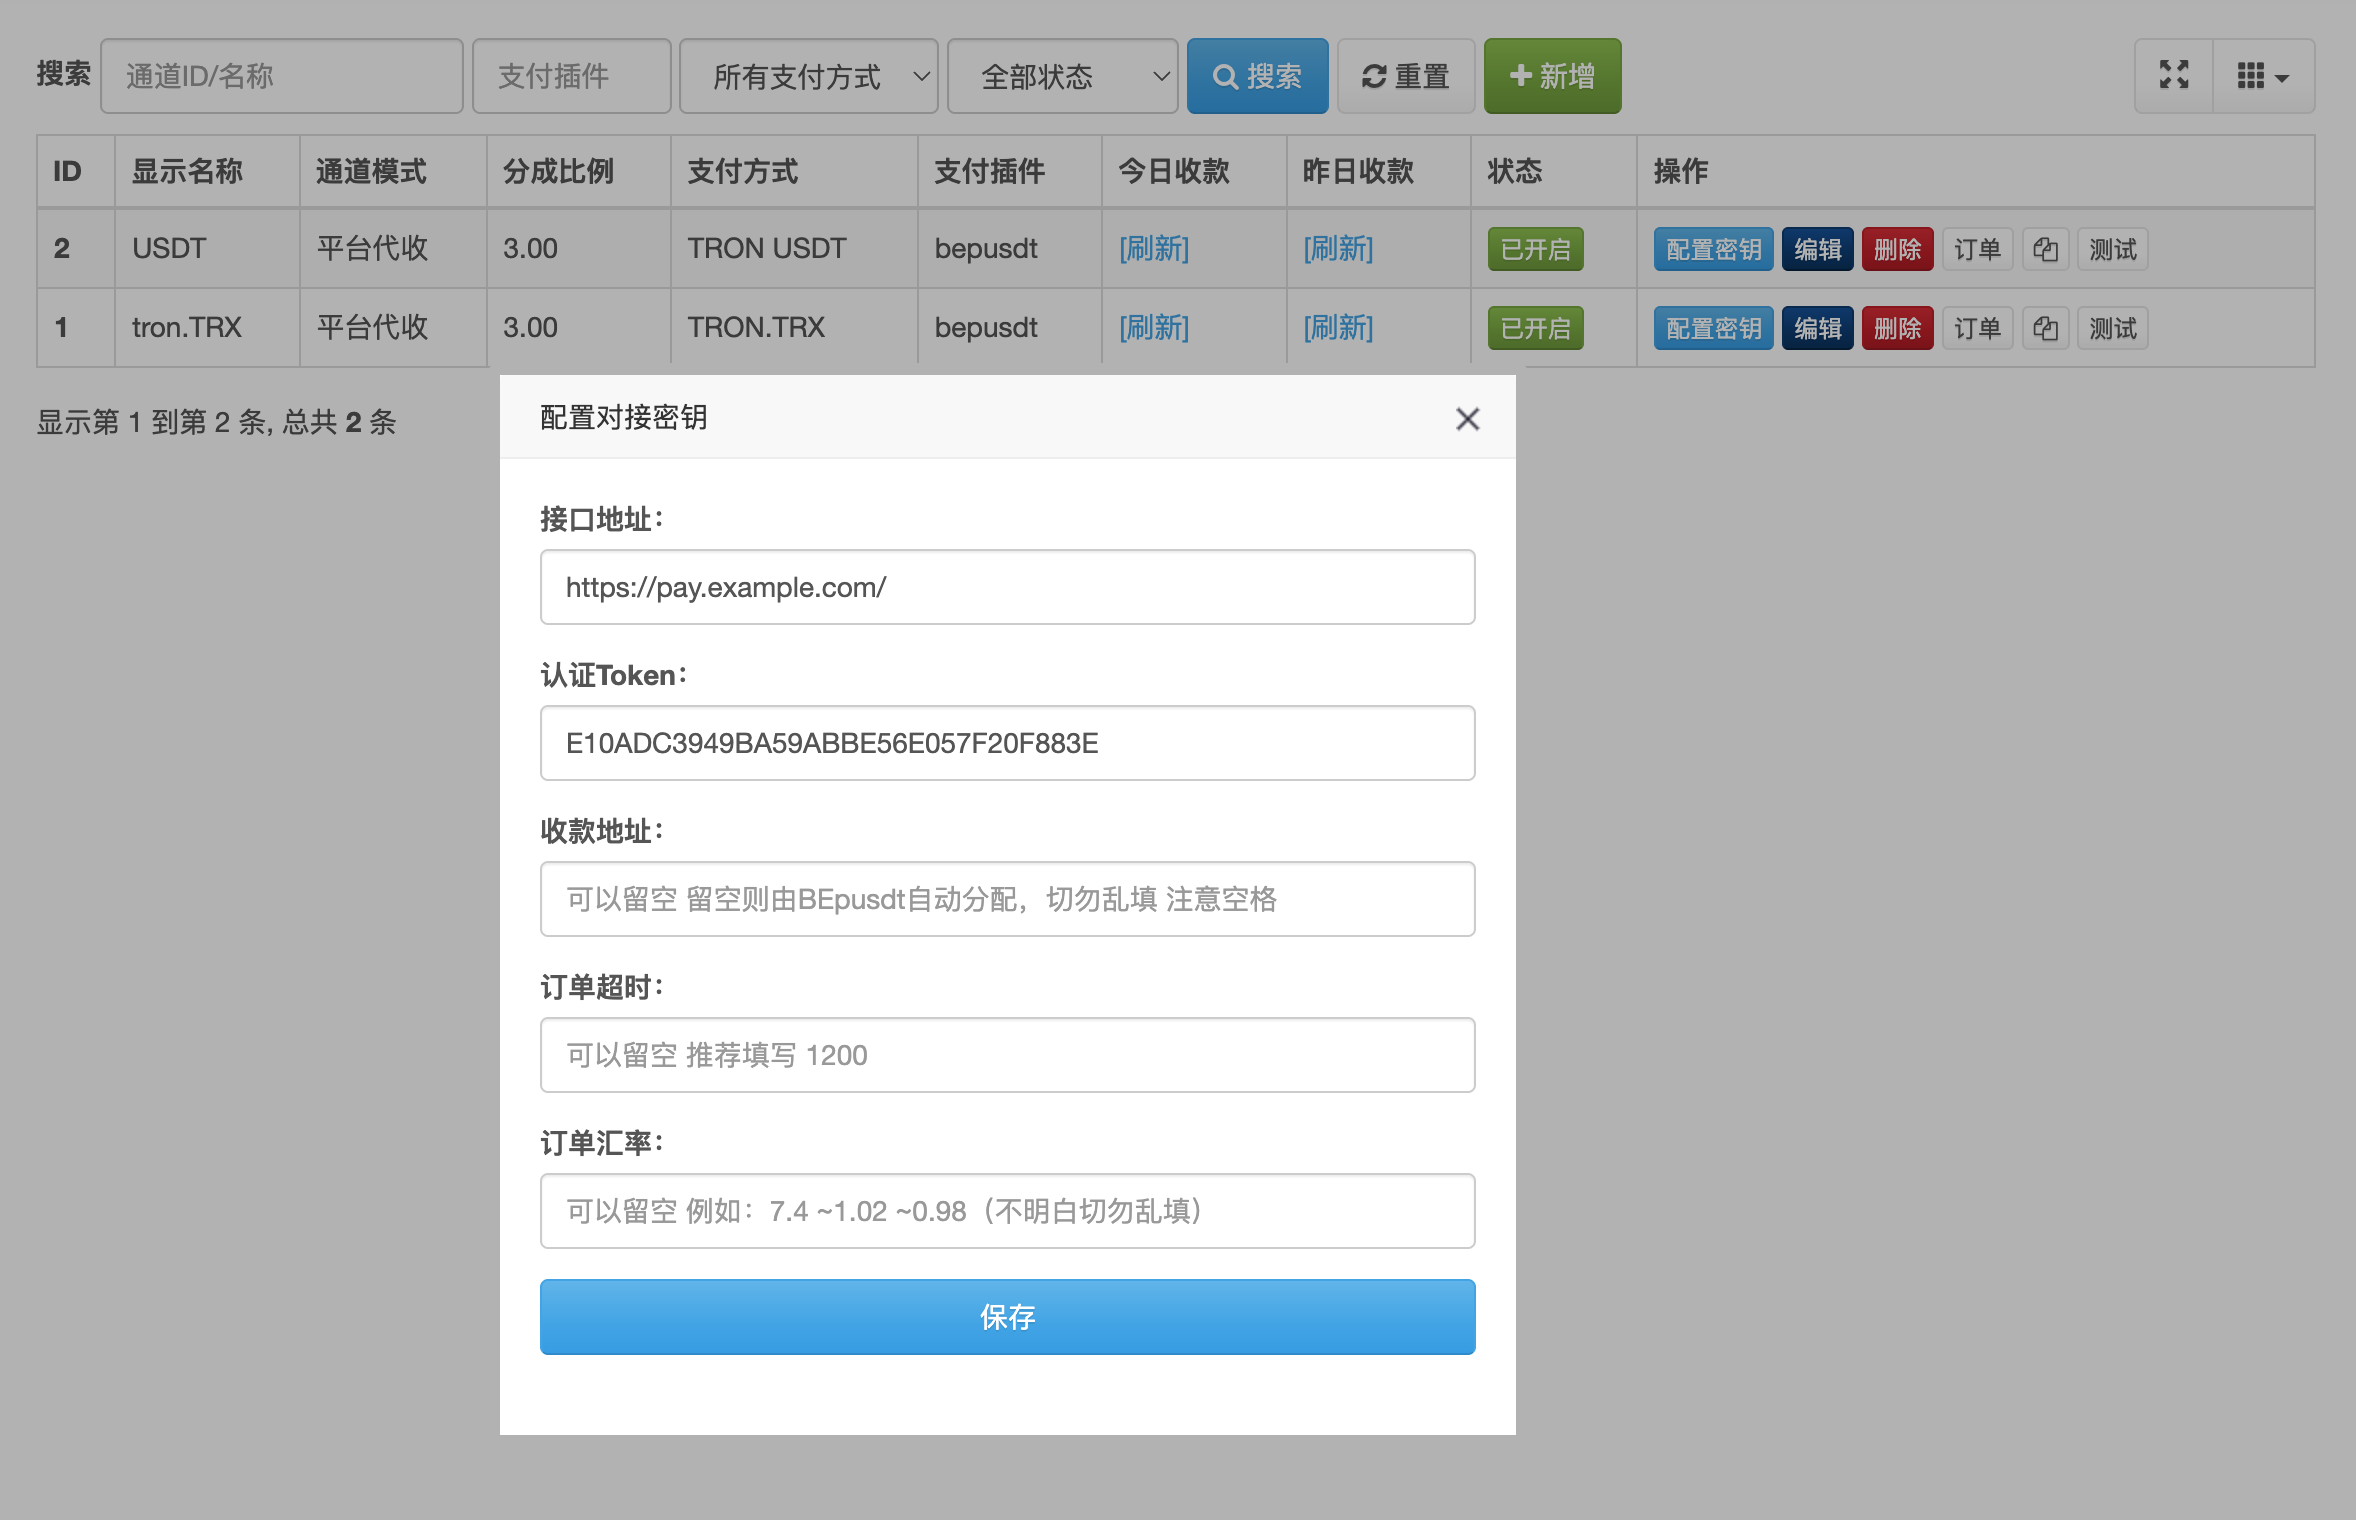 搜索 通道ID/名称 支付插件 所有支付方式 全部状态 搜索 重置 新增
ID 显示名称 通道模式 分成比例 支付方式 支付插件 今日收款 昨日收款 状态 操作
2 USDT 平台代收 3.00 TRON USDT bepusdt [刷新] [刷新] 已开启 配置密钥 编辑 删除 订单 测试
1 tron.TRX 平台代收 3.00 TRON.TRX bepusdt [刷新] [刷新] 已开启 配置密钥 编辑 删除 订单 测试
显示第 1 到第 2 条, 总共 2 条
配置对接密钥
接口地址：
https://pay.example.com/
认证Token：
E10ADC3949BA59ABBE56E057F20F883E
收款地址：
可以留空 留空则由BEpusdt自动分配，切勿乱填 注意空格
订单超时：
可以留空 推荐填写 1200
订单汇率：
可以留空 例如：7.4 ~1.02 ~0.98（不明白切勿乱填）
保存